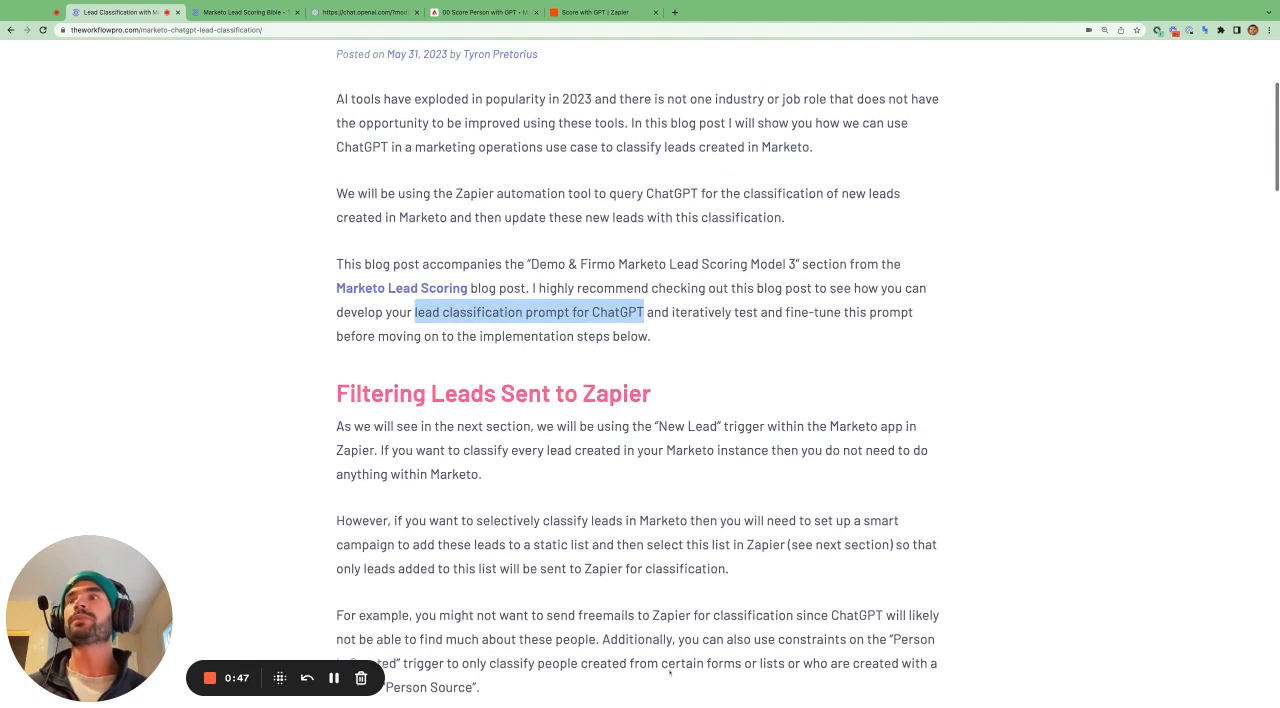 Lead Classification with M
Marketo Lead Scoring Bible - T
https://chat.openai.com/?mod
00 Score Person with GPT • M
Score with GPT | Zapier
theworkflowpro.com/marketo-chatgpt-lead-classification/
Posted on May 31, 2023 by Tyron Pretorius
AI tools have exploded in popularity in 2023 and there is not one industry or job role that does not have
the opportunity to be improved using these tools. In this blog post I will show you how we can use
ChatGPT in a marketing operations use case to classify leads created in Marketo.
We will be using the Zapier automation tool to query ChatGPT for the classification of new leads
created in Marketo and then update these new leads with this classification.
This blog post accompanies the “Demo & Firmo Marketo Lead Scoring Model 3” section from the
Marketo Lead Scoring blog post. I highly recommend checking out this blog post to see how you can
develop your lead classification prompt for ChatGPT and iteratively test and fine-tune this prompt
before moving on to the implementation steps below.
Filtering Leads Sent to Zapier
As we will see in the next section, we will be using the “New Lead” trigger within the Marketo app in
Zapier. If you want to classify every lead created in your Marketo instance then you do not need to do
anything within Marketo.
However, if you want to selectively classify leads in Marketo then you will need to set up a smart
campaign to add these leads to a static list and then select this list in Zapier (see next section) so that
only leads added to this list will be sent to Zapier for classification.
For example, you might not want to send freemails to Zapier for classification since ChatGPT will likely
not be able to find much about these people. Additionally, you can also use constraints on the “Person
trigger to only classify people created from certain forms or lists or who are created with a
“Person Source”.
0:47